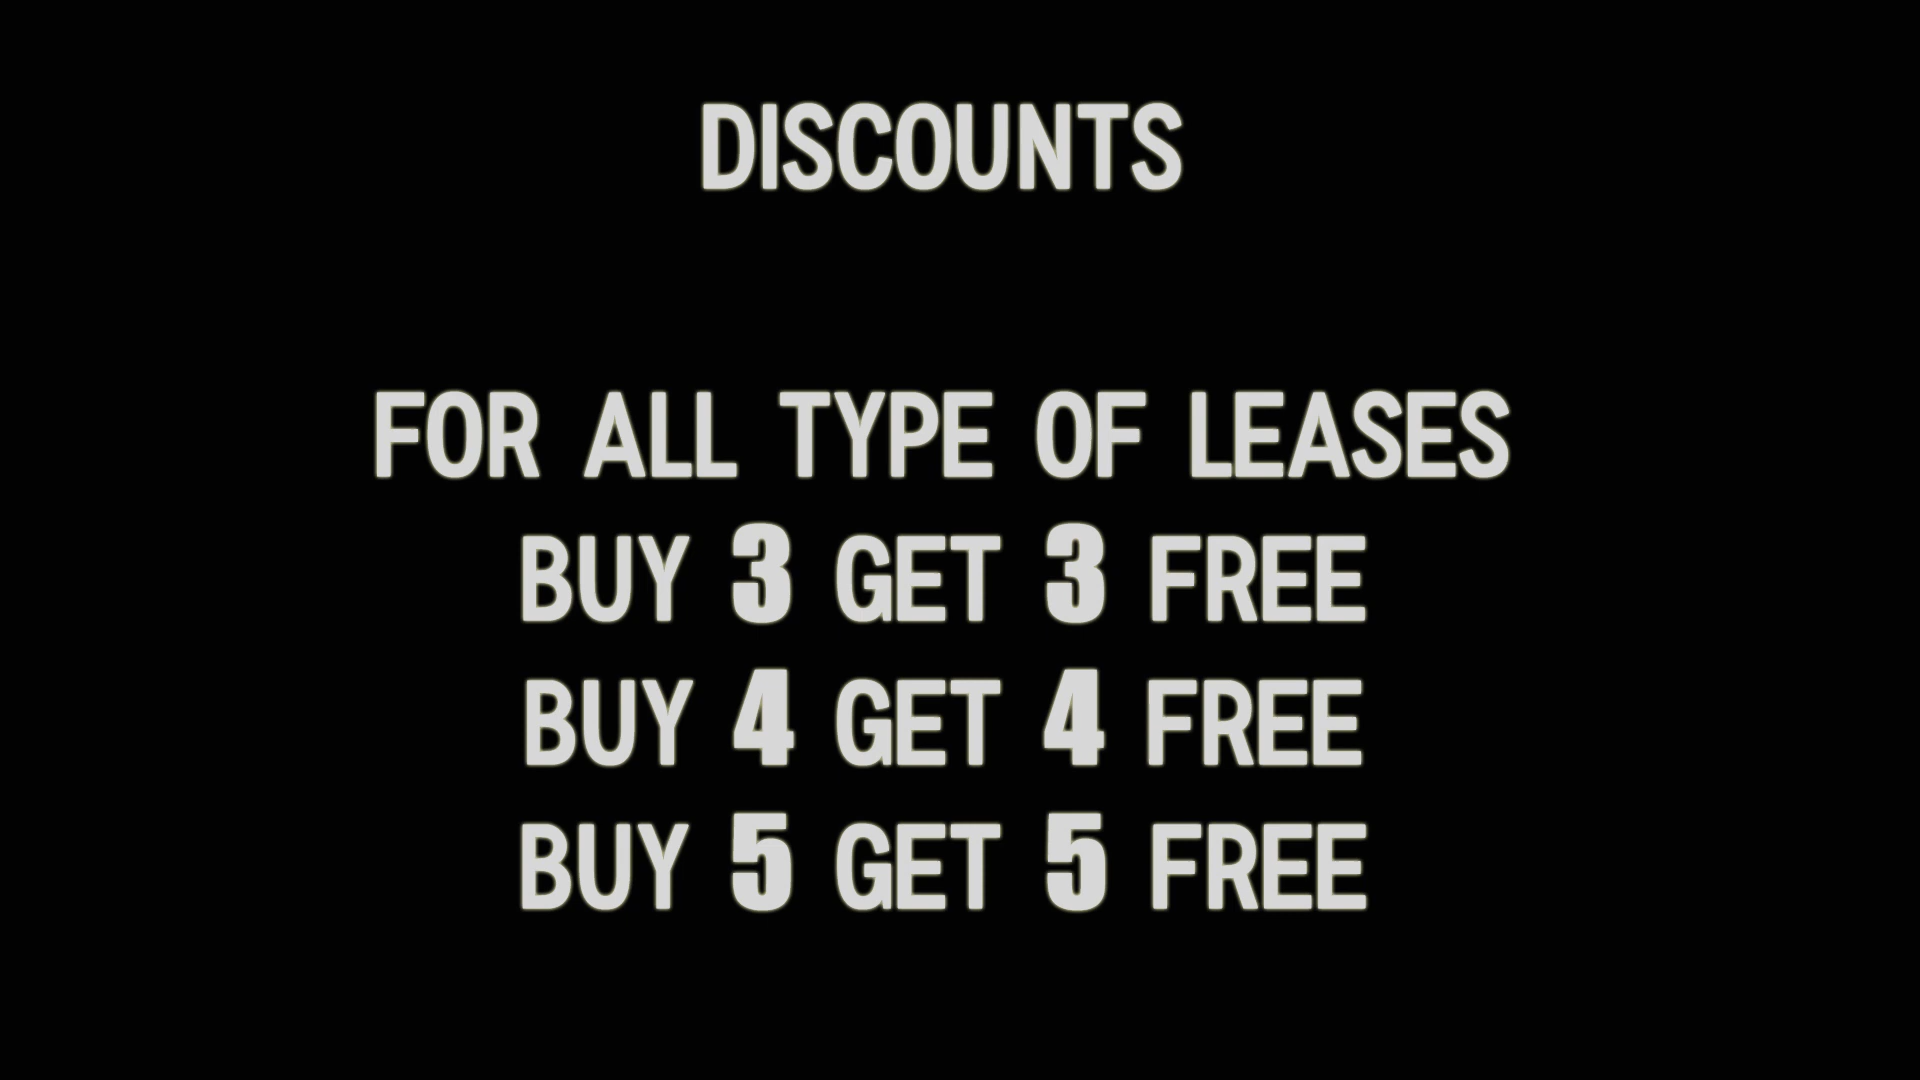 DISCOUNTS
FOR ALL TYPE OF LEASES
BUY 3 GET 3 FREE
BUY 4 GET 4 FREE
BUY 5 GET 5 FREE